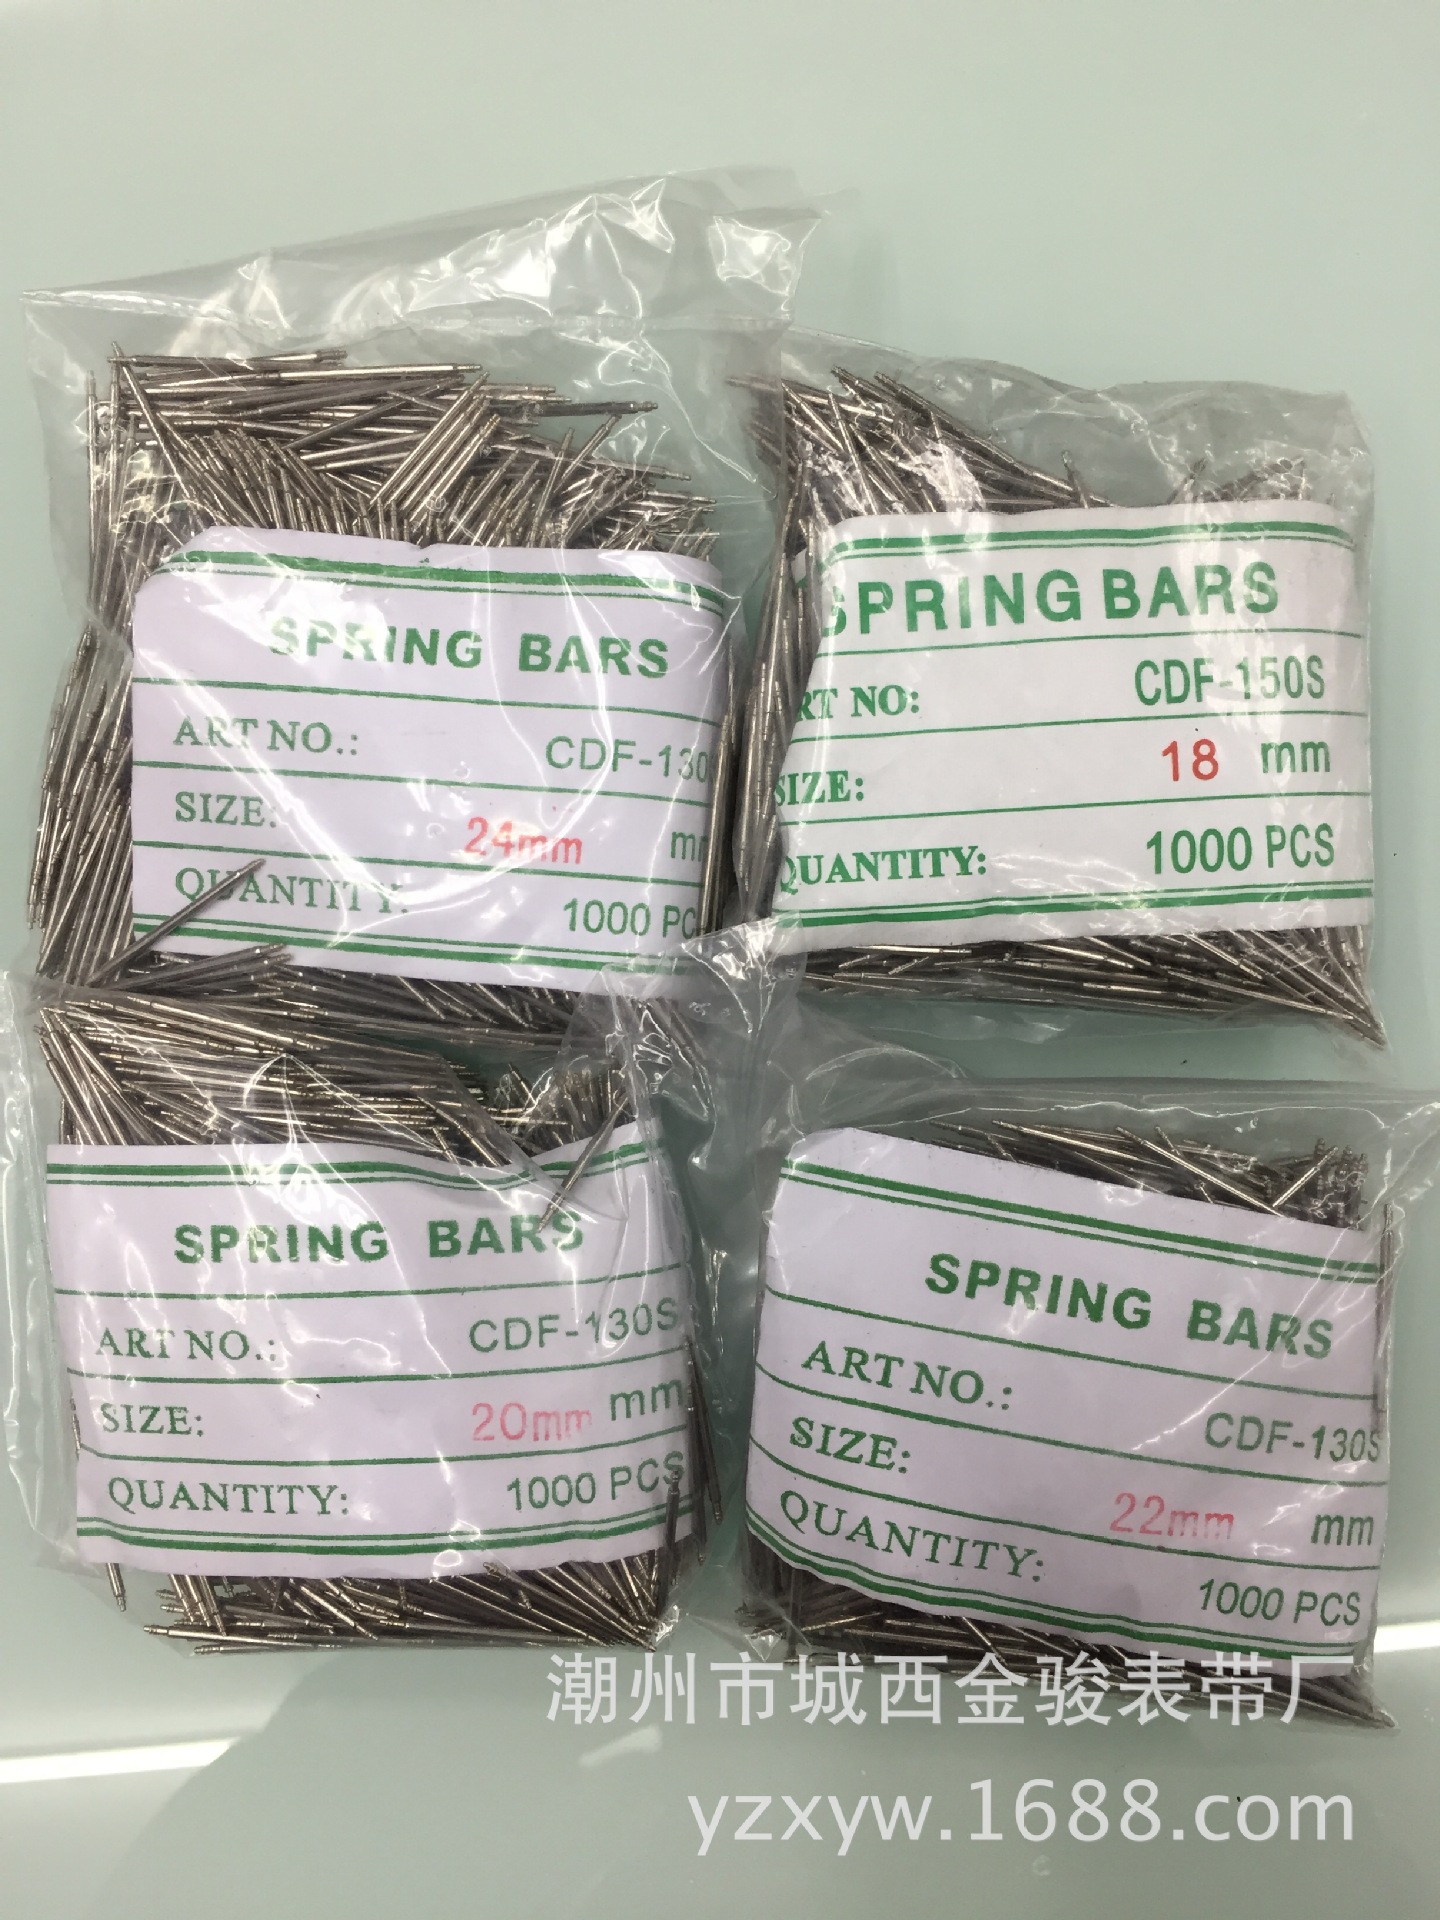 SPRING BARS
ART NO.: CDF-130
SIZE: 24mm m
QUANTITY: 1000 PC
SPRING BARS
RT NO: CDF-150S
SIZE: 18 mm
QUANTITY: 1000 PCS
SPRING BARS
ART NO.: CDF-130S
SIZE: 20mm mm
QUANTITY: 1000 PCS
SPRING BARS
ART NO.: CDF-130S
SIZE: 22mm mm
QUANTITY: 1000 PCS
潮州市城西金骏表带厂
yzxyw.1688.com